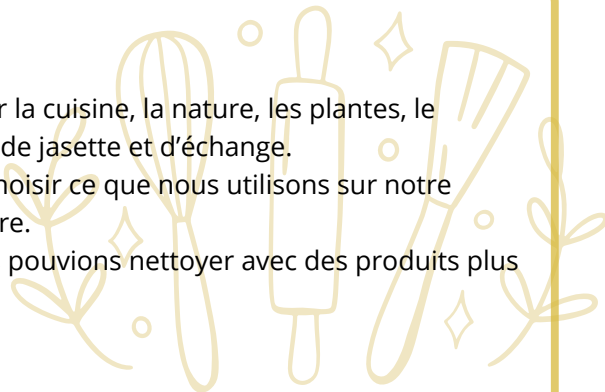 r la cuisine, la nature, les plantes, le
de jasette et d’échange.
hoisir ce que nous utilisons sur notre
re.
pouvions nettoyer avec des produits plus